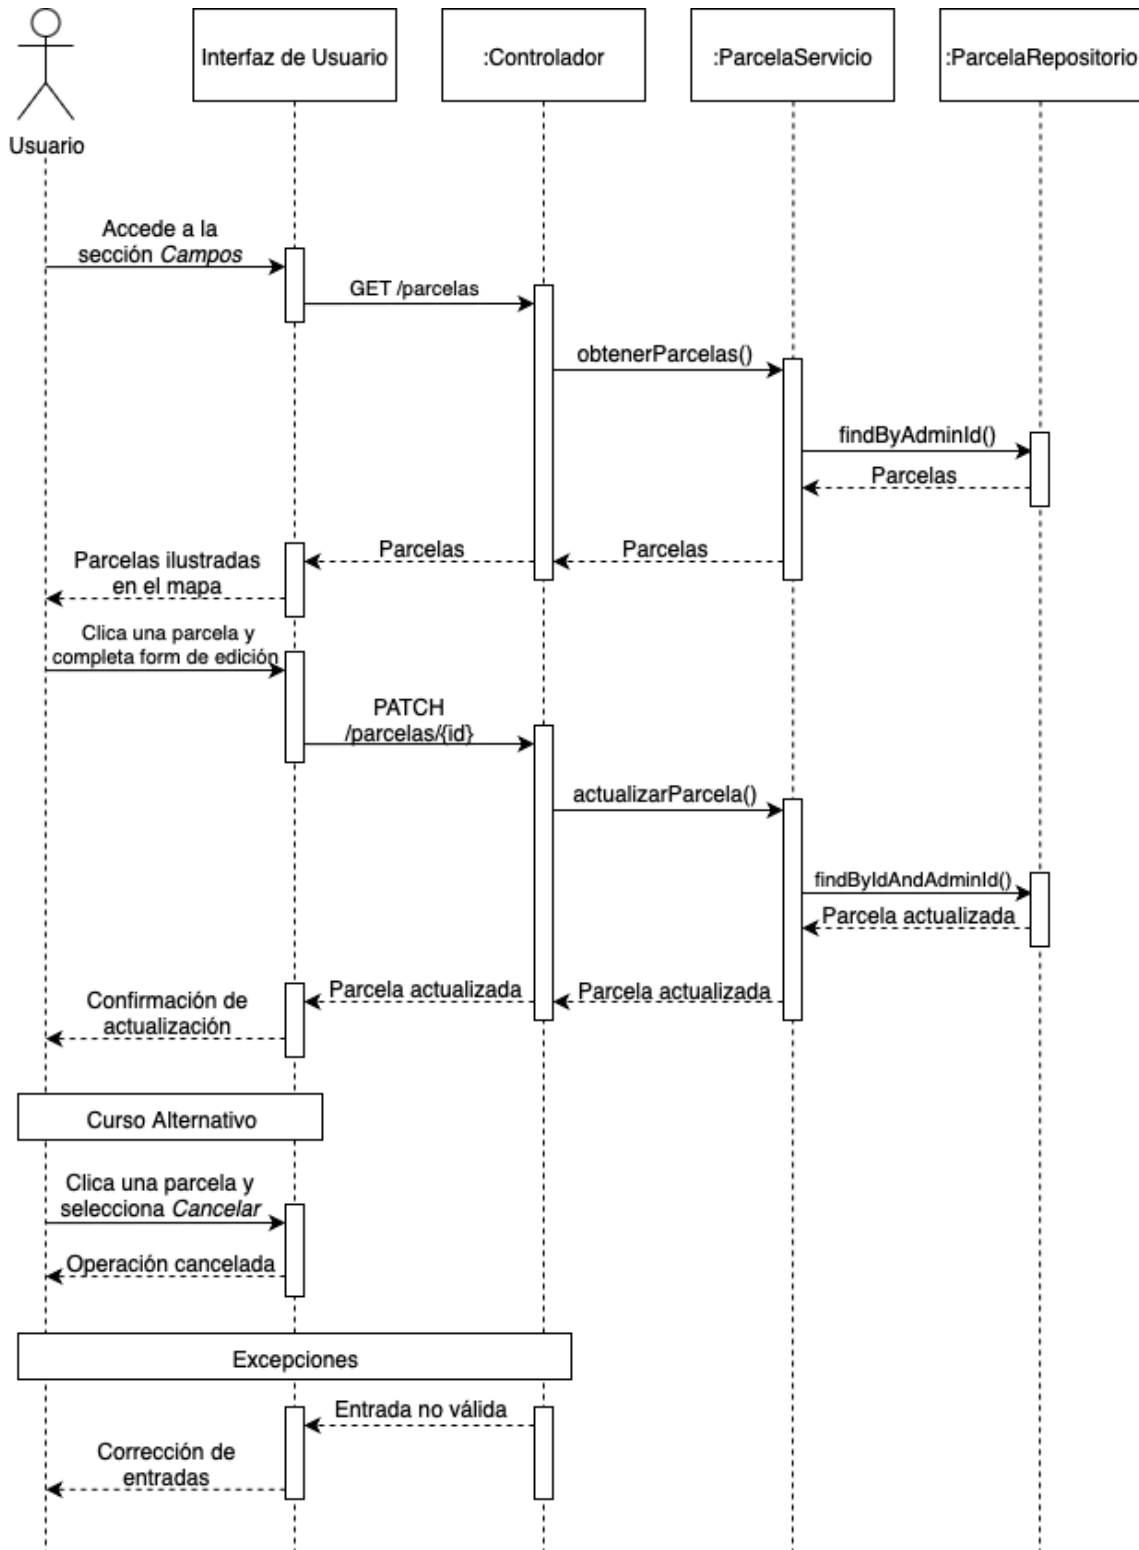 Usuario
Interfaz de Usuario
:Controlador
:ParcelaServicio
:ParcelaRepositorio
Accede a la
sección Campos
GET /parcelas
obtenerParcelas()
findByAdminId()
Parcelas
Parcelas
Parcelas
Parcelas ilustradas
en el mapa
Clica una parcela y
completa form de edición
PATCH
/parcelas/{id}
actualizarParcela()
findByIdAndAdminId()
Parcela actualizada
Parcela actualizada
Parcela actualizada
Confirmación de
actualización
Curso Alternativo
Clica una parcela y
selecciona Cancelar
Operación cancelada
Excepciones
Entrada no válida
Corrección de
entradas